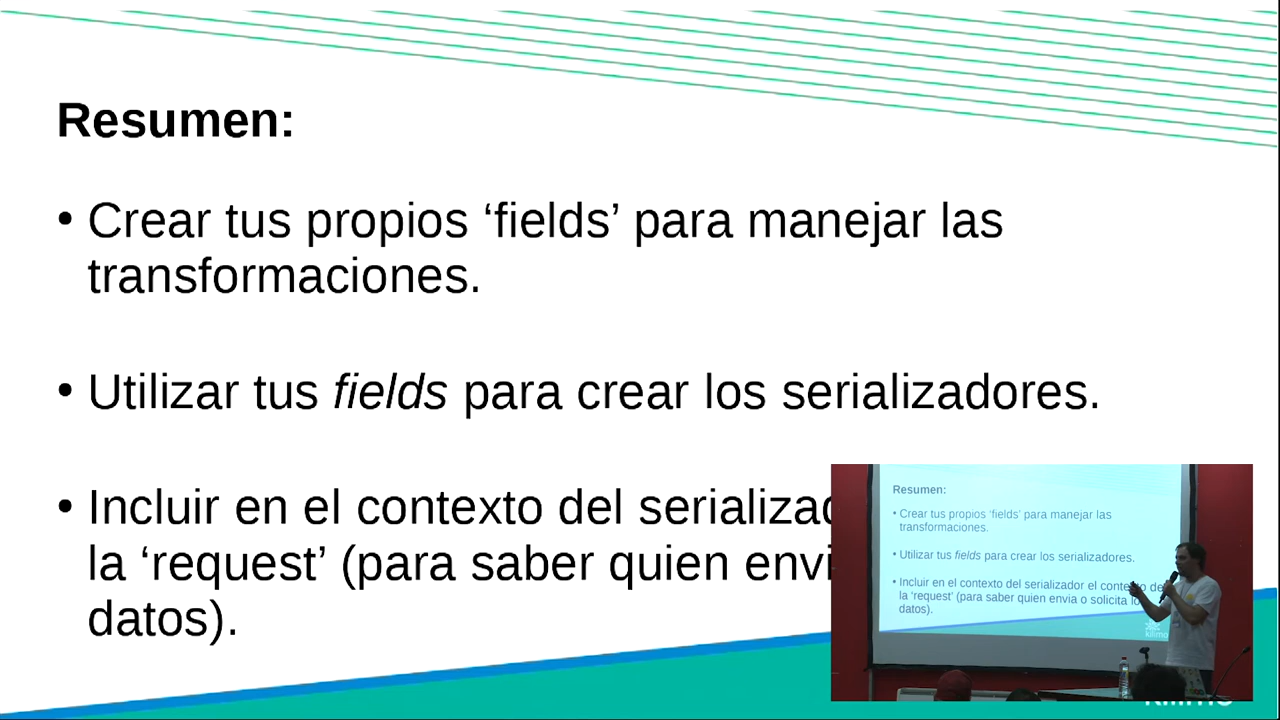 Resumen:
• Crear tus propios ‘fields’ para manejar las
transformaciones.
• Utilizar tus fields para crear los serializadores.
• Incluir en el contexto del
la ‘request’ (para saber quien
datos).
Resumen:
• Crear tus propios ‘fields’ para manejar las
transformaciones.
• Utilizar tus fields para crear los serializadores.
• Incluir en el contexto del serializador el contexto de
la ‘request’ (para saber quien envia o solicita
datos).
kilimo